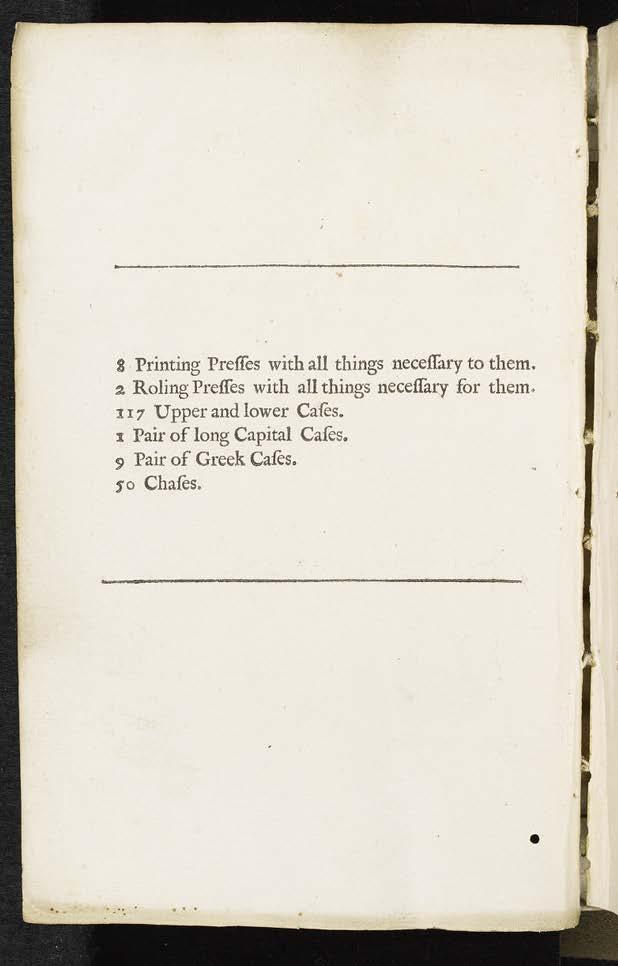 8 Printing Preſſes with all things neceſſary to them.
2 Roling Preſſes with all things neceſſary for them.
117 Upper and lower Caſes.
1 Pair of long Capital Caſes.
9 Pair of Greek Caſes.
50 Chaſes.